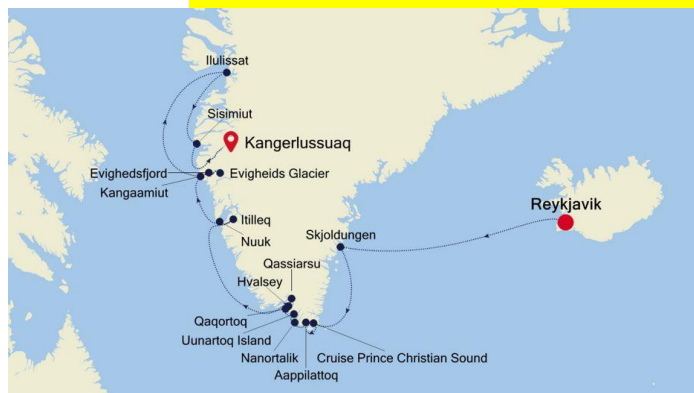 Ilulissat
Sisimiut
Kangerlussuaq
Evighedsfjord
Evigheids Glacier
Kangaamiut
Itilleq
Nuuk
Reykjavik
Skjoldungen
Qassiarsu
Hvalsey
Qaqortoq
Uunartoq Island
Nanortalik
Cruise Prince Christian Sound
Aappilattoq